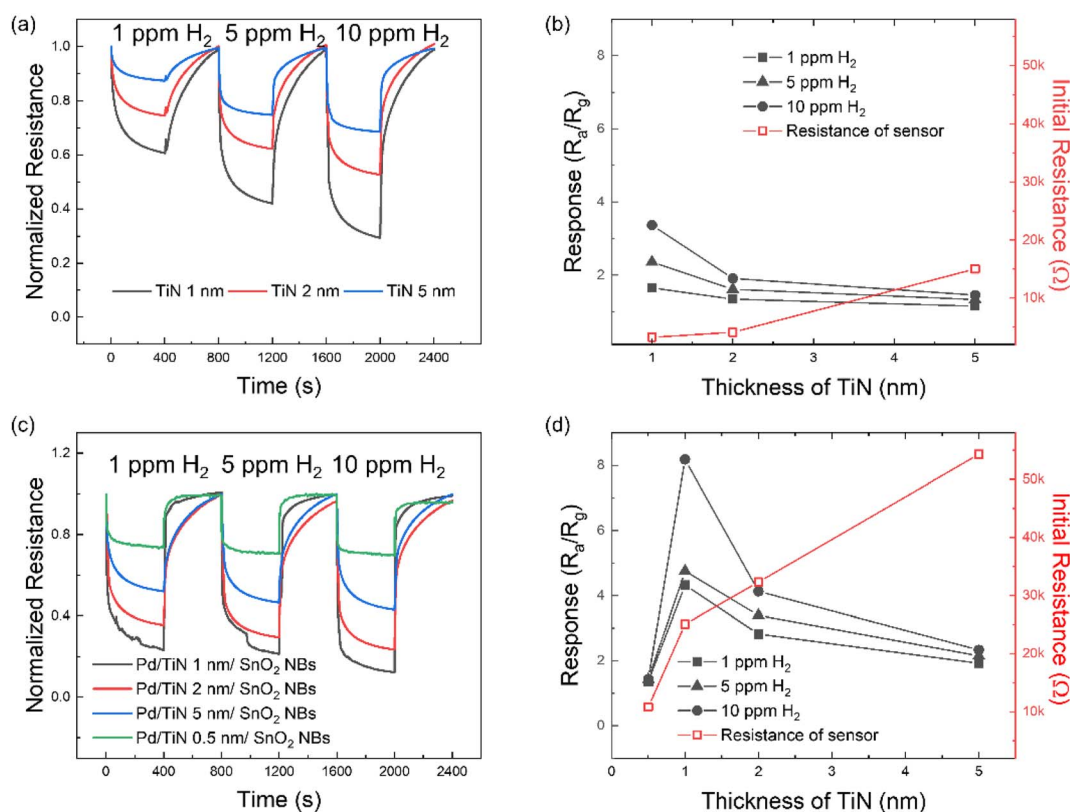 (a)
1 ppm H₂ 5 ppm H₂ 10 ppm H₂
1.0
0.8
0.6
0.4
0.2
0.0
Normalized Resistance
TiN 1 nm TiN 2 nm TiN 5 nm
0 400 800 1200 1600 2000 2400
Time (s)
(b)
8
6
4
2
Response (Rₐ/R_g)
1 ppm H₂
5 ppm H₂
10 ppm H₂
Resistance of sensor
50k
40k
30k
20k
10k
Initial Resistance (Ω)
1 2 3 4 5
Thickness of TiN (nm)
(c)
1 ppm H₂ 5 ppm H₂ 10 ppm H₂
1.2
0.8
0.4
0.0
Normalized Resistance
Pd/TiN 1 nm/ SnO₂ NBs
Pd/TiN 2 nm/ SnO₂ NBs
Pd/TiN 5 nm/ SnO₂ NBs
Pd/TiN 0.5 nm/ SnO₂ NBs
0 400 800 1200 1600 2000 2400
Time (s)
(d)
8
6
4
2
0
Response (Rₐ/R_g)
1 ppm H₂
5 ppm H₂
10 ppm H₂
Resistance of sensor
50k
40k
30k
20k
10k
Initial Resistance (Ω)
0 1 2 3 4 5
Thickness of TiN (nm)